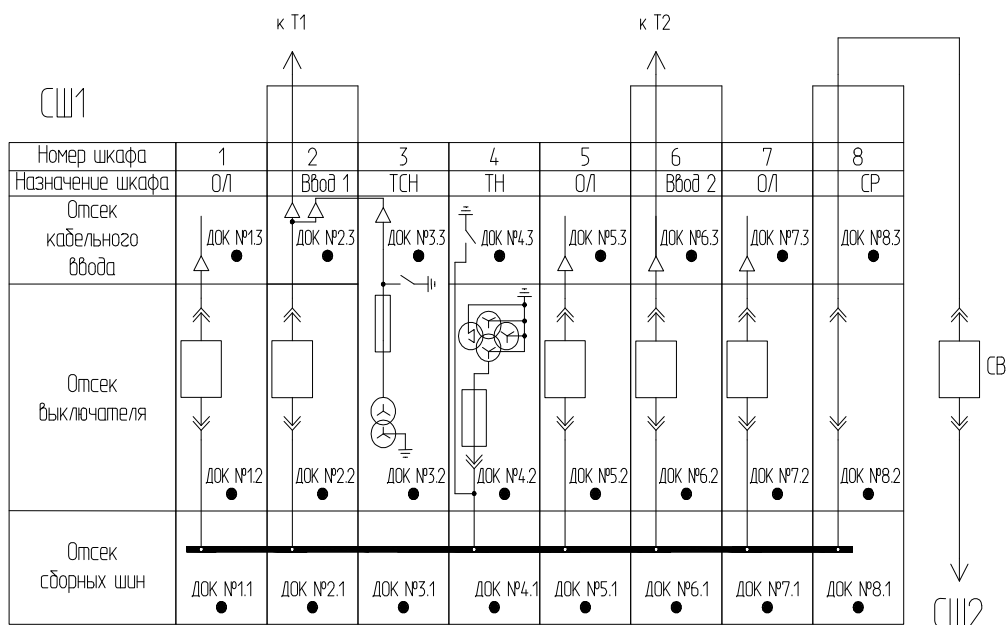 к Т1
к Т2
СШ1
Номер шкафа 1 2 3 4 5 6 7 8
Назначение шкафа ОЛ Ввод 1 ТСН ТН ОЛ Ввод 2 ОЛ СР
Отсек
кабельного
ввода
ДОК №1.3 ДОК №2.3 ДОК №3.3 ДОК №4.3 ДОК №5.3 ДОК №6.3 ДОК №7.3 ДОК №8.3
СВ
Отсек
выключателя
ДОК №1.2 ДОК №2.2 ДОК №3.2 ДОК №4.2 ДОК №5.2 ДОК №6.2 ДОК №7.2 ДОК №8.2
Отсек
сборных шин
ДОК №1.1 ДОК №2.1 ДОК №3.1 ДОК №4.1 ДОК №5.1 ДОК №6.1 ДОК №7.1 ДОК №8.1
СШ2